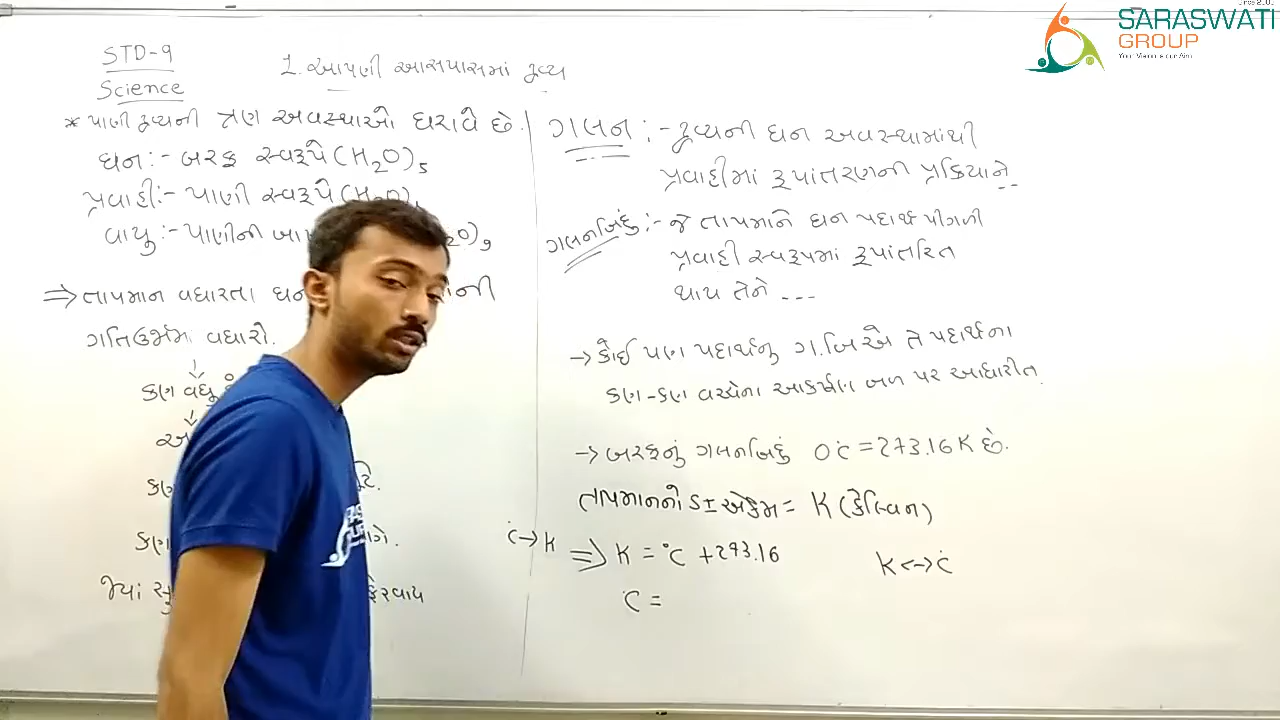 SARASWATI
GROUP
STD-9
Science
1. આપણી આસપાસમાં દ્રવ્ય
* પાણી દ્રવ્યની ત્રણ અવસ્થાઓ ધરાવે છે.
ઘન :- બરફ સ્વરૂપે (H₂O)s
પ્રવાહી :- પાણી સ્વરૂપે (H₂O)
વાયુ :- પાણીની
⇒ તાપમાન વધારતા ઘન
ગતિઉર્જામાં વધારો.
↓
કણ વધુ
↓
કણ
કણ
જ્યાં ફેરવાય
ગલન :- દ્રવ્યની ઘન અવસ્થામાંથી
પ્રવાહીમાં રૂપાંતરણની પ્રક્રિયાને --
ગલનબિંદું :- જે તાપમાને ઘન પદાર્થ પીગળી
પ્રવાહી સ્વરૂપમાં રૂપાંતરિત
થાય તેને ---
→ કોઈ પણ પદાર્થનું ગ.બિં એ તે પદાર્થના
કણ-કણ વચ્ચેના આકર્ષણ બળ પર આધારીત.
→ બરફનું ગલનબિંદું 0°C = 273.16 K છે.
તાપમાનનો SI એકમ = K (કેલ્વિન)
°C → K ⇒ K = °C + 273.16
K ↔ °C
°C =